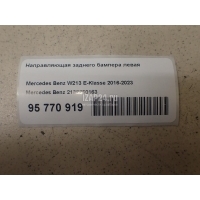 Направляющая заднего бампера левая
Mercedes Benz W213 E-Klasse 2016-2023
Mercedes Benz
95 770 919